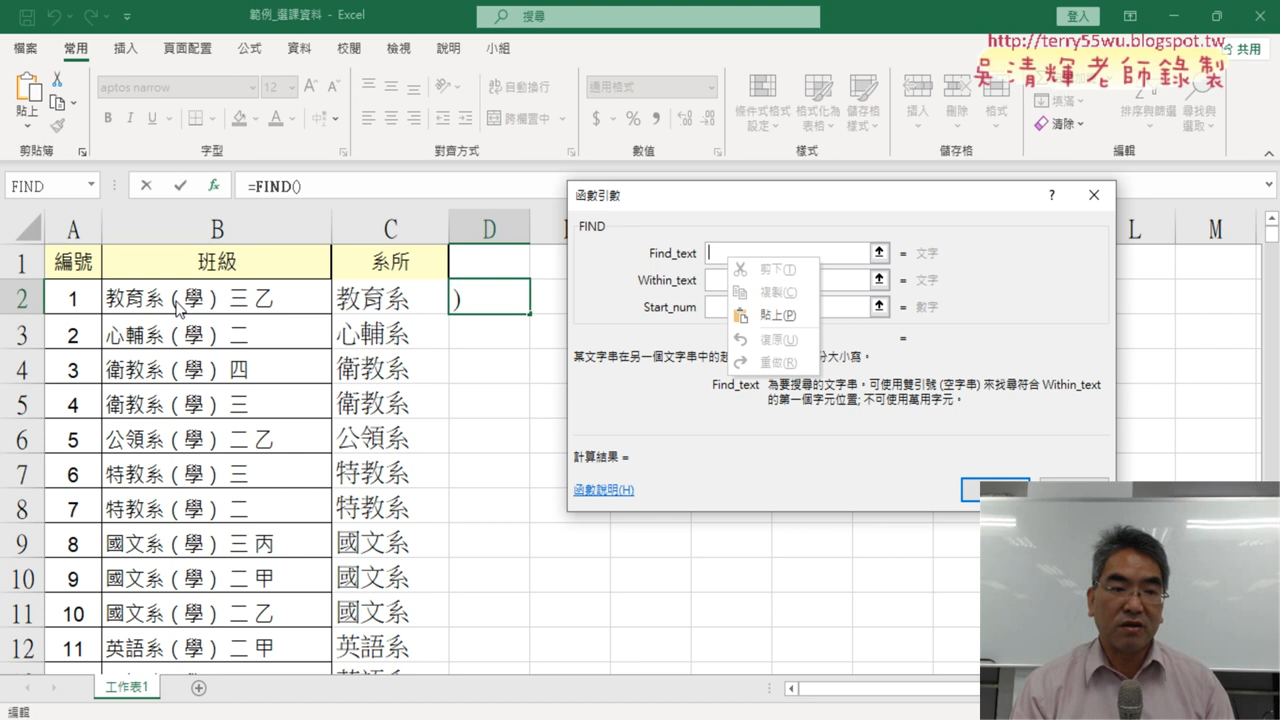 範例_選課資料 - Excel
搜尋
登入
檔案 常用 插入 頁面配置 公式 資料 校閱 檢視 說明 小組
共用
http://terry55wu.blogspot.tw
吳清輝老師錄製
貼上
剪貼簿
aptos narrow 12
B I U
字型
自動換行
跨欄置中
對齊方式
通用格式
數值
條件式格式設定
格式化為表格
儲存格樣式
樣式
插入 刪除 格式
儲存格
填滿
清除
排序與篩選
尋找與選取
編輯
FIND
=FIND()
A B C D L M
1 編號 班級 系所
2 1 教育系（學） 三 乙 教育系 )
3 2 心輔系（學） 二 心輔系
4 3 衛教系（學） 四 衛教系
5 4 衛教系（學） 三 衛教系
6 5 公領系（學） 二 乙 公領系
7 6 特教系（學） 三 特教系
8 7 特教系（學） 二 特教系
9 8 國文系（學） 三 丙 國文系
10 9 國文系（學） 二 甲 國文系
11 10 國文系（學） 二 乙 國文系
12 11 英語系（學） 二 甲 英語系
函數引數
?
FIND
Find_text = 文字
Within_text = 文字
Start_num = 數字
=
剪下(T)
複製(C)
貼上(P)
復原(U)
重做(R)
Find_text 為要搜尋的文字串。可使用雙引號 (空字串) 來找尋符合 Within_text
的第一個字元位置; 不可使用萬用字元。
計算結果 =
函數說明(H)
工作表1
編輯